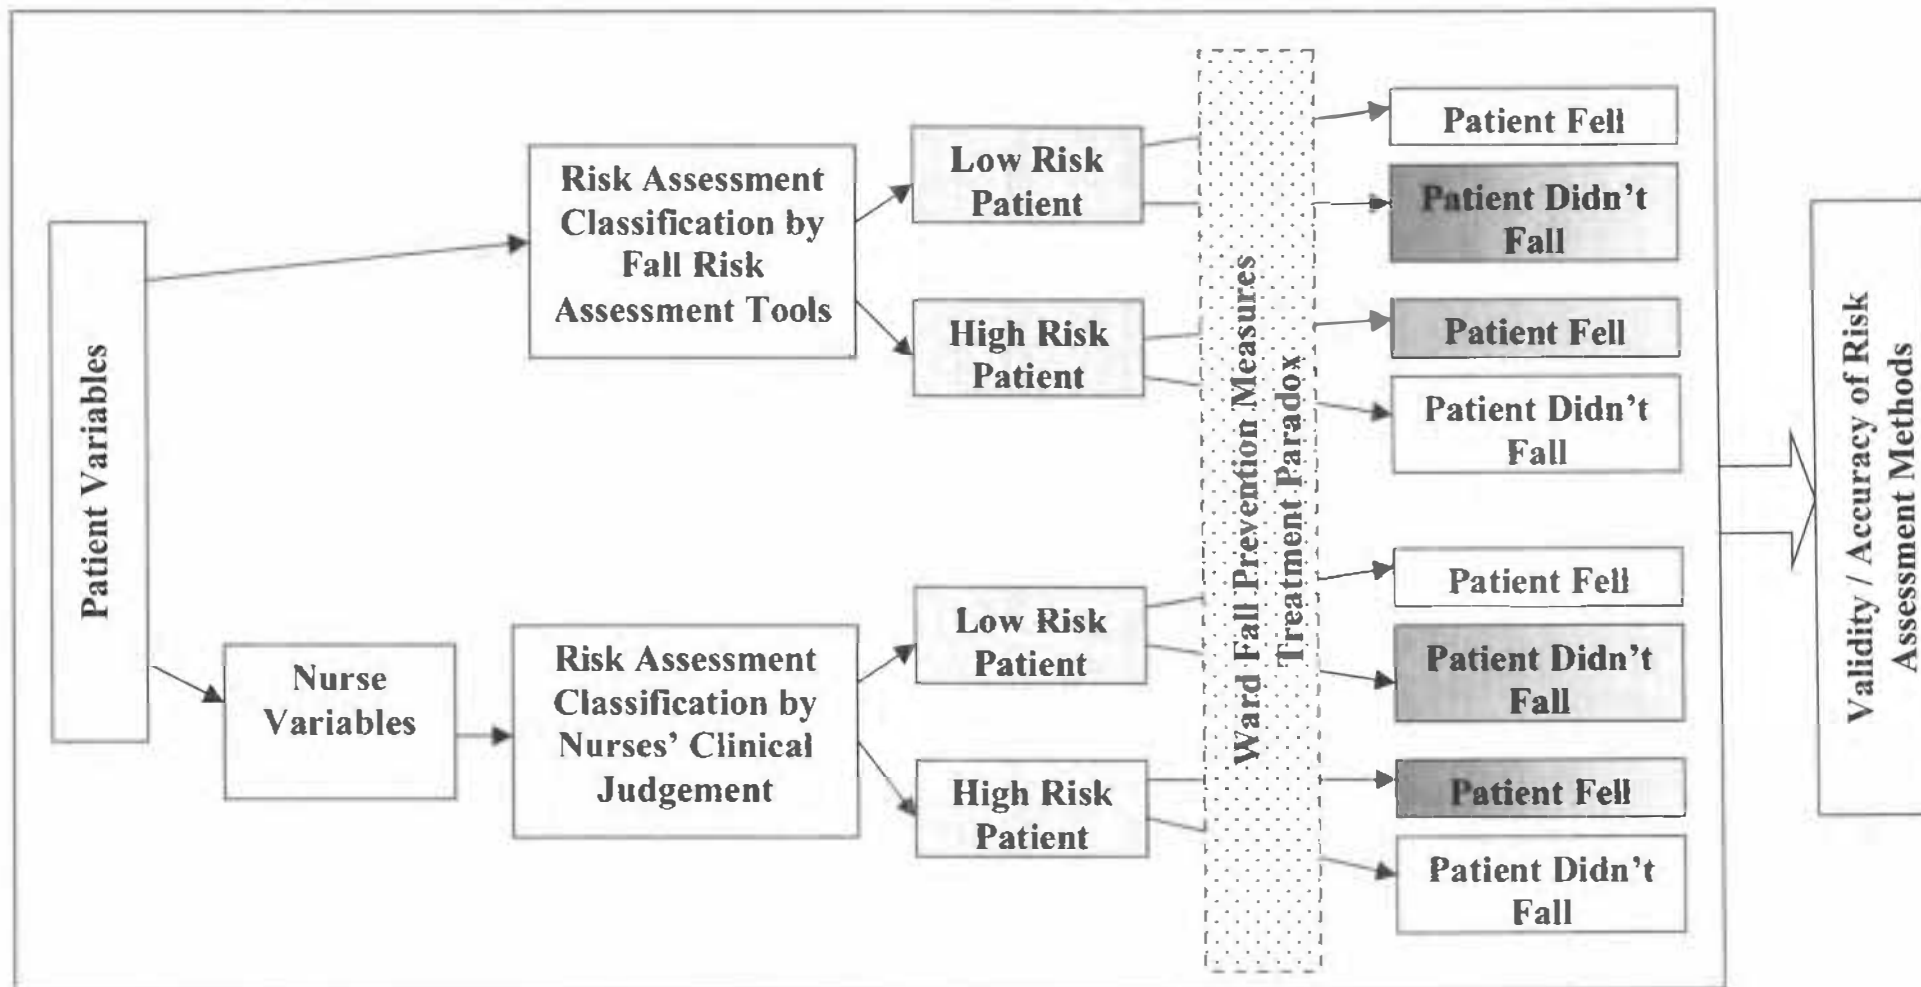 Patient Variables
Risk Assessment
Classification by
Fall Risk
Assessment Tools
Low Risk
Patient
High Risk
Patient
Nurse
Variables
Risk Assessment
Classification by
Nurses’ Clinical
Judgement
Low Risk
Patient
High Risk
Patient
Ward Fall Prevention Measures
Treatment Paradox
Patient Fell
Patient Didn’t
Fall
Patient Fell
Patient Didn’t
Fall
Patient Fell
Patient Didn’t
Fall
Patient Fell
Patient Didn’t
Fall
Validity / Accuracy of Risk
Assessment Methods